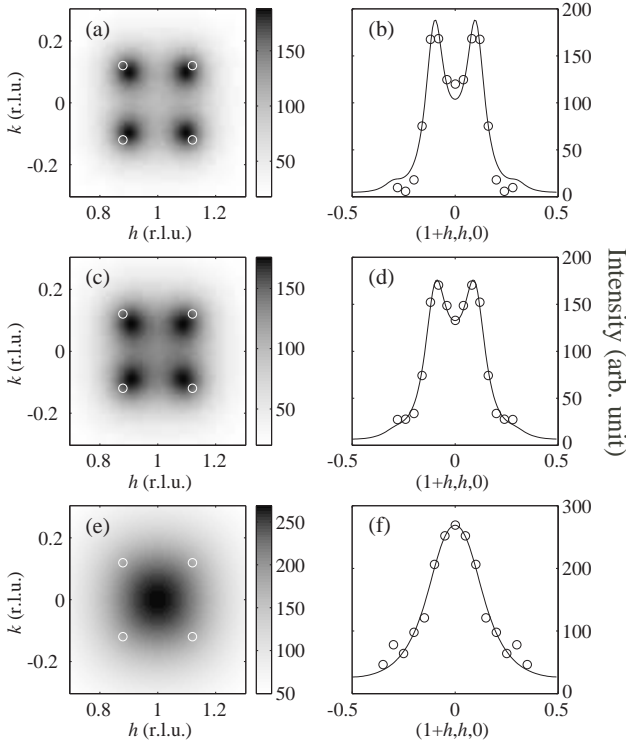 (a)
0.2
0
-0.2
k (r.l.u.)
0.8 1 1.2
h (r.l.u.)
150
100
50
(b)
200
150
100
50
0
-0.5 0 0.5
(1+h,h,0)
(c)
0.2
0
-0.2
k (r.l.u.)
0.8 1 1.2
h (r.l.u.)
150
100
50
(d)
200
150
100
50
0
-0.5 0 0.5
(1+h,h,0)
Intensity (arb. unit)
(e)
0.2
0
-0.2
k (r.l.u.)
0.8 1 1.2
h (r.l.u.)
250
200
150
100
50
(f)
300
200
100
0
-0.5 0 0.5
(1+h,h,0)